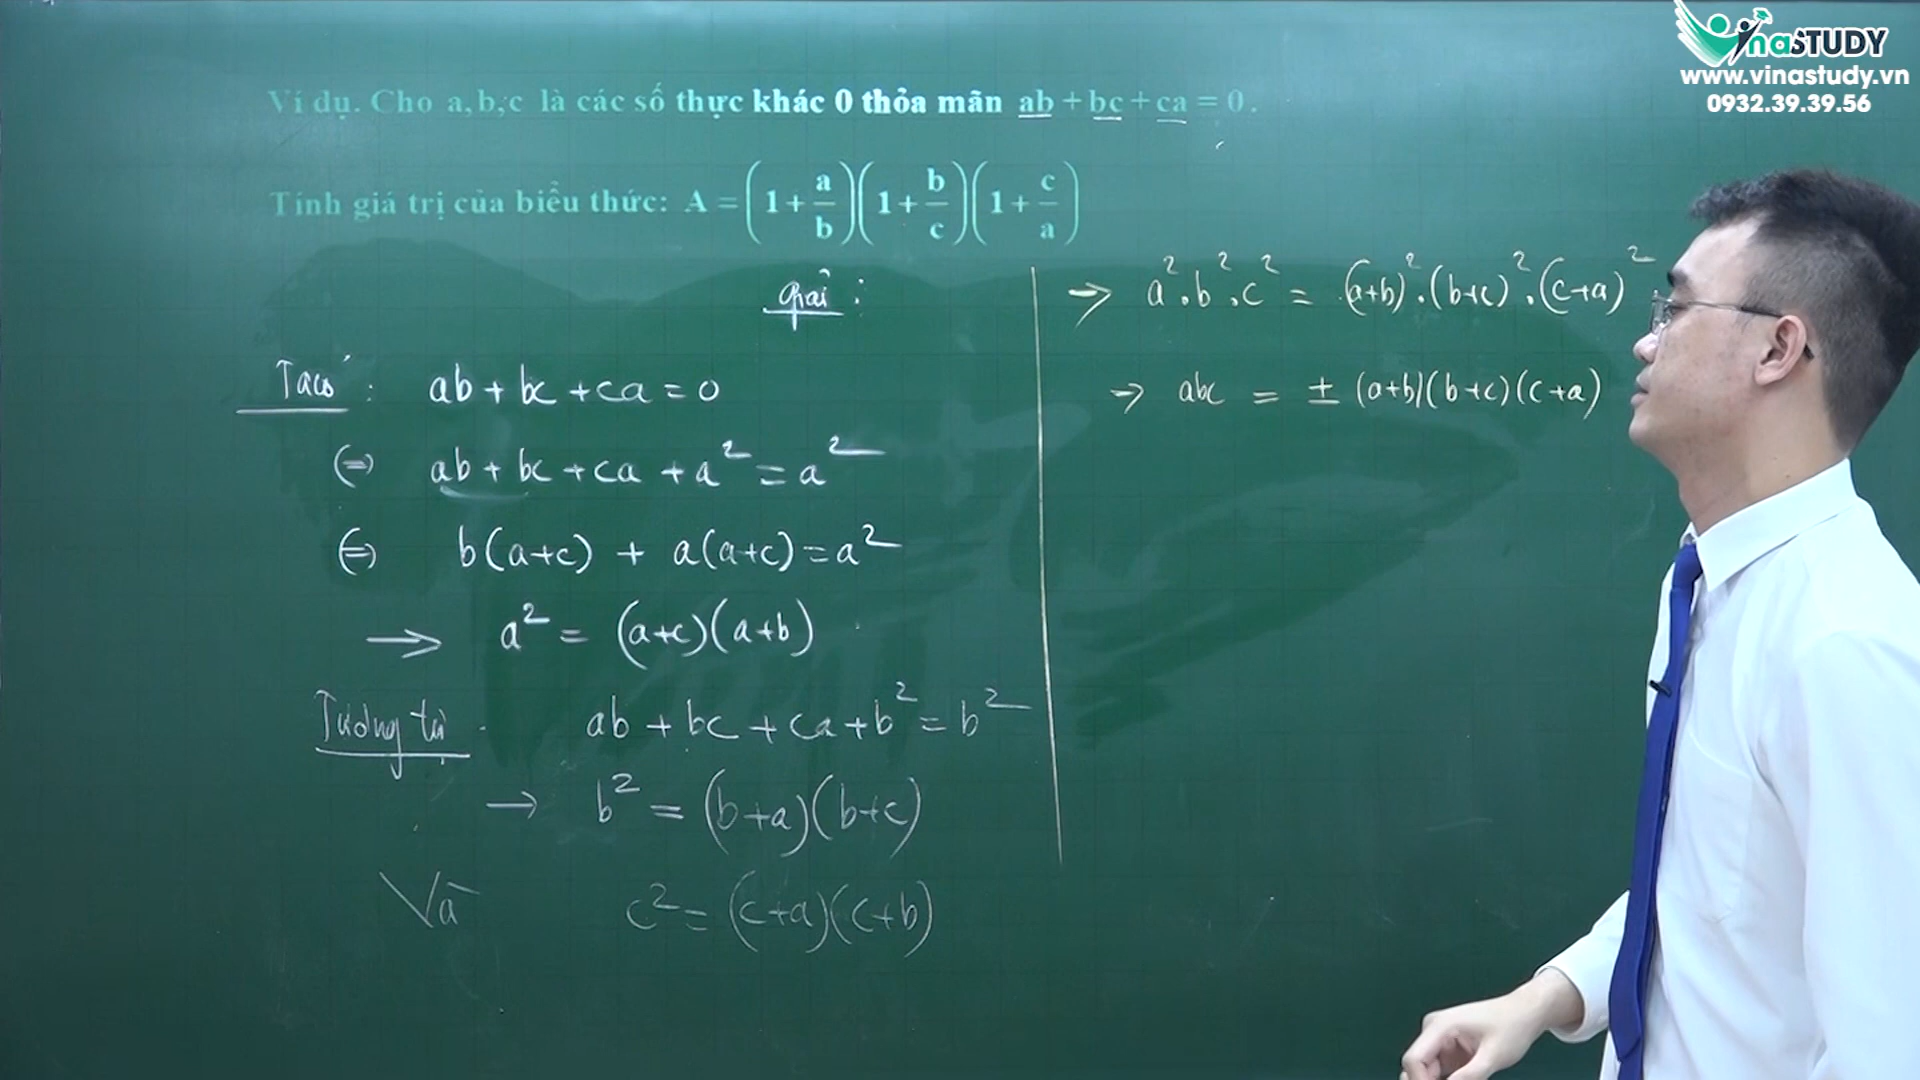 Ví dụ. Cho a,b,c là các số thực khác 0 thỏa mãn ab + bc + ca = 0.
Tính giá trị của biểu thức: A = (1 + a/b)(1 + b/c)(1 + c/a)
Giải:
Ta có: ab + bc + ca = 0
(=) ab + bc + ca + a² = a²
(=) b(a+c) + a(a+c) = a²
→ a² = (a+c)(a+b)
Tương tự: ab + bc + ca + b² = b²
→ b² = (b+a)(b+c)
Và c² = (c+a)(c+b)
→ a².b².c² = (a+b)².(b+c)².(c+a)²
→ abc = ± (a+b)(b+c)(c+a)
VinaSTUDY
www.vinastudy.vn
0932.39.39.56